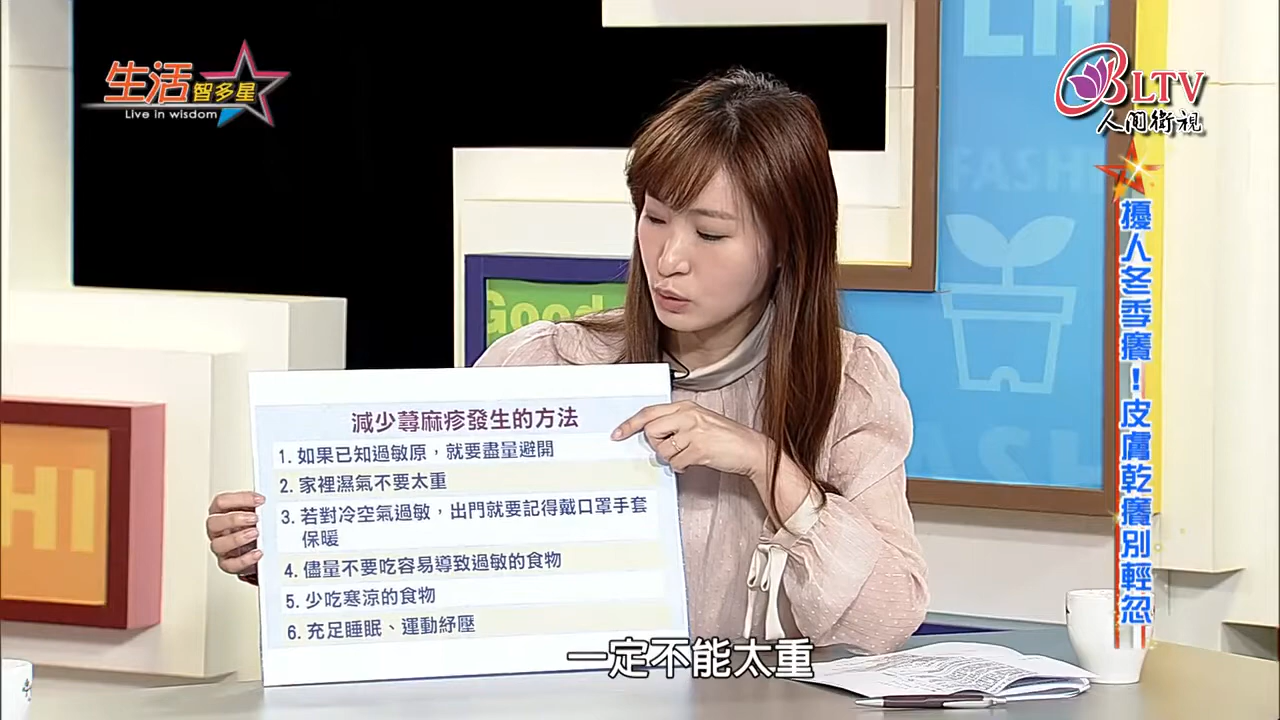 生活智多星
Live in wisdom
BLTV
人間衛視
擾人冬季癢！皮膚乾癢別輕忽
減少蕁麻疹發生的方法
1. 如果已知過敏原，就要盡量避開
2. 家裡濕氣不要太重
3. 若對冷空氣過敏，出門就要記得戴口罩手套
保暖
4. 儘量不要吃容易導致過敏的食物
5. 少吃寒涼的食物
6. 充足睡眠、運動紓壓
一定不能太重
Good
HI
Lif
FASHI